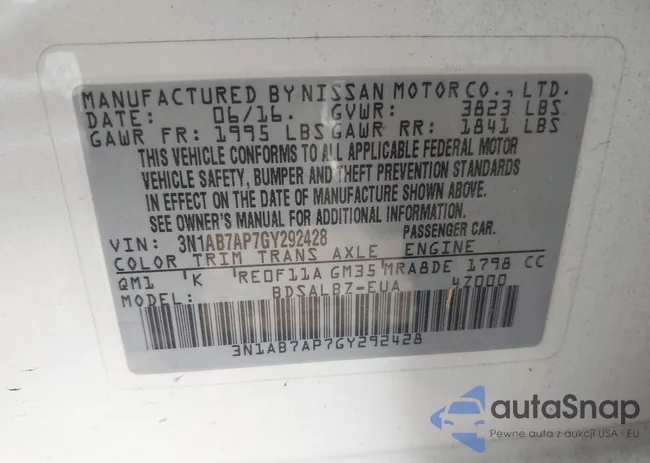 MANUFACTURED BY NISSAN MOTOR CO., LTD.
DATE: 06/16. GVWR: 3823 LBS
GAWR FR: 1995 LBS GAWR RR: 1841 LBS
THIS VEHICLE CONFORMS TO ALL APPLICABLE FEDERAL MOTOR
VEHICLE SAFETY, BUMPER AND THEFT PREVENTION STANDARDS
IN EFFECT ON THE DATE OF MANUFACTURE SHOWN ABOVE.
SEE OWNER'S MANUAL FOR ADDITIONAL INFORMATION.
VIN: 3N1AB7AP7GY292428 PASSENGER CAR.
COLOR TRIM TRANS AXLE ENGINE
QM1 'K RE0F11A GM35 MRA8DE 1798 CC
MODEL: BDSALBZ-EUA 4Z000
3N1AB7AP7GY292428
autaSnap
Pewne auta z aukcji USA i EU